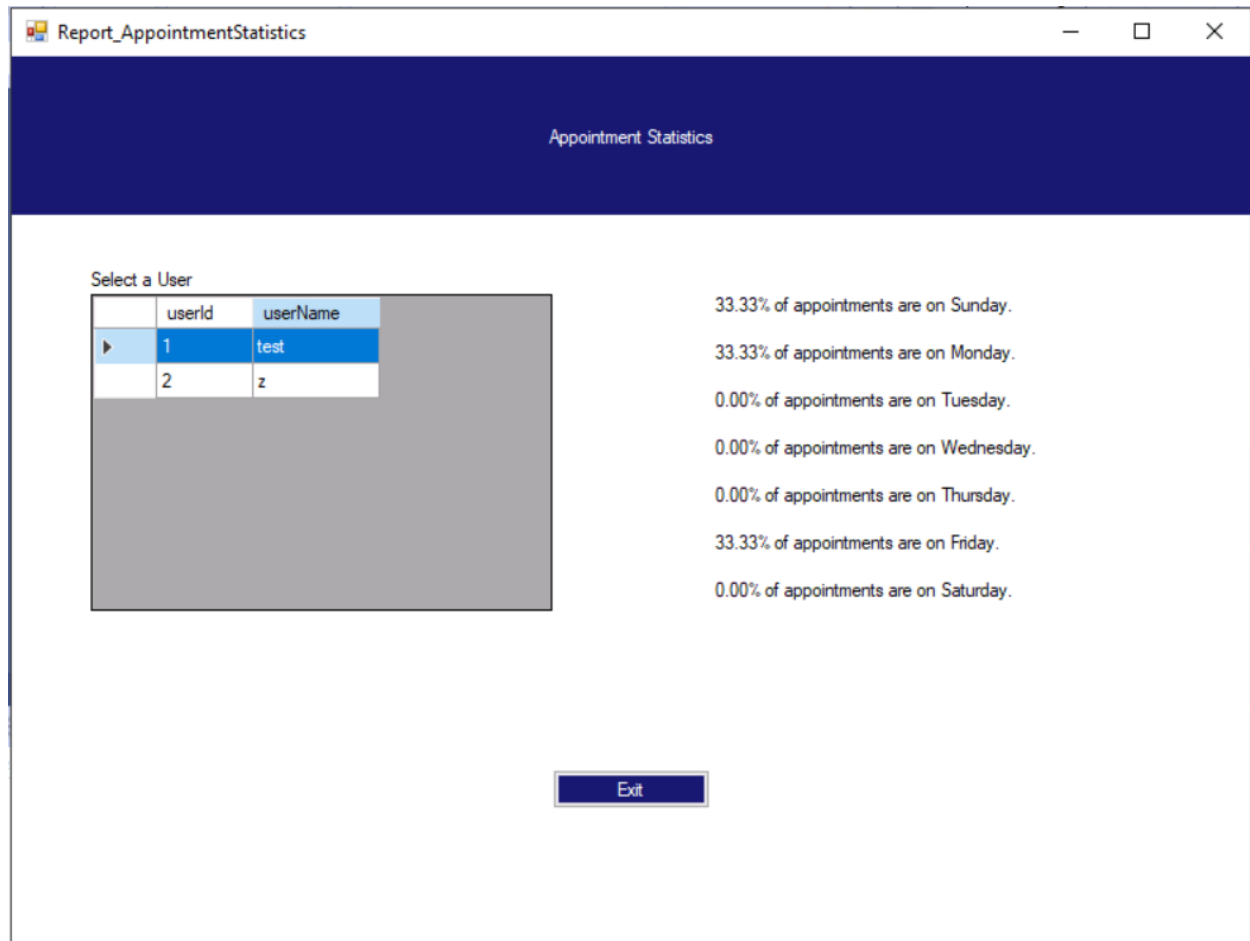 Report_AppointmentStatistics
Appointment Statistics
Select a User
userId userName
1 test
2 z
33.33% of appointments are on Sunday.
33.33% of appointments are on Monday.
0.00% of appointments are on Tuesday.
0.00% of appointments are on Wednesday.
0.00% of appointments are on Thursday.
33.33% of appointments are on Friday.
0.00% of appointments are on Saturday.
Exit